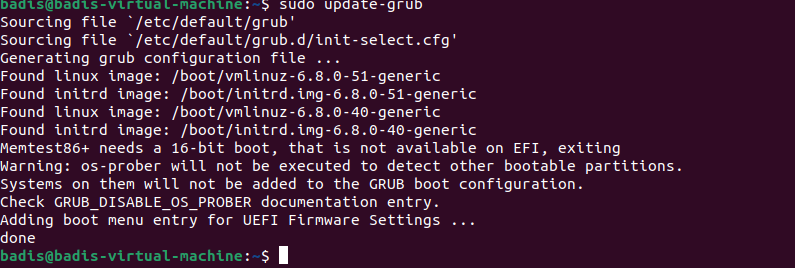 badis@badis-virtual-machine:~$ sudo update-grub
Sourcing file `/etc/default/grub'
Sourcing file `/etc/default/grub.d/init-select.cfg'
Generating grub configuration file ...
Found linux image: /boot/vmlinuz-6.8.0-51-generic
Found initrd image: /boot/initrd.img-6.8.0-51-generic
Found linux image: /boot/vmlinuz-6.8.0-40-generic
Found initrd image: /boot/initrd.img-6.8.0-40-generic
Memtest86+ needs a 16-bit boot, that is not available on EFI, exiting
Warning: os-prober will not be executed to detect other bootable partitions.
Systems on them will not be added to the GRUB boot configuration.
Check GRUB_DISABLE_OS_PROBER documentation entry.
Adding boot menu entry for UEFI Firmware Settings ...
done
badis@badis-virtual-machine:~$